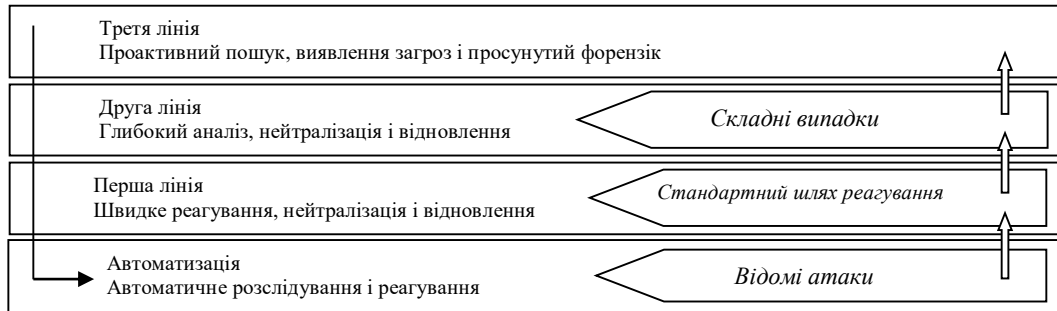 Третя лінія
Проактивний пошук, виявлення загроз і просунутий форензік
Друга лінія
Глибокий аналіз, нейтралізація і відновлення
Складні випадки
Перша лінія
Швидке реагування, нейтралізація і відновлення
Стандартний шлях реагування
Автоматизація
Автоматичне розслідування і реагування
Відомі атаки